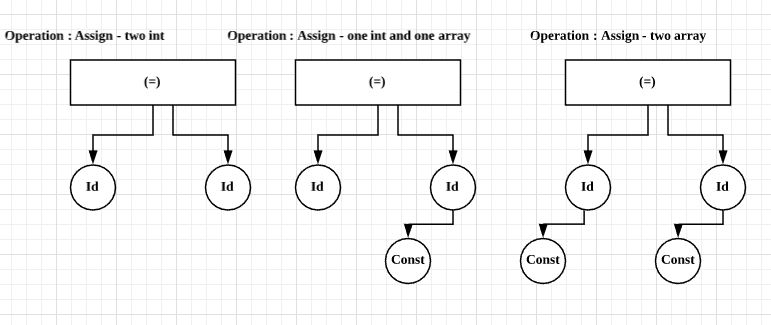 Operation : Assign - two int
Operation : Assign - one int and one array
Operation : Assign - two array
(=)
(=)
(=)
Id
Id
Id
Id
Id
Id
Const
Const
Const